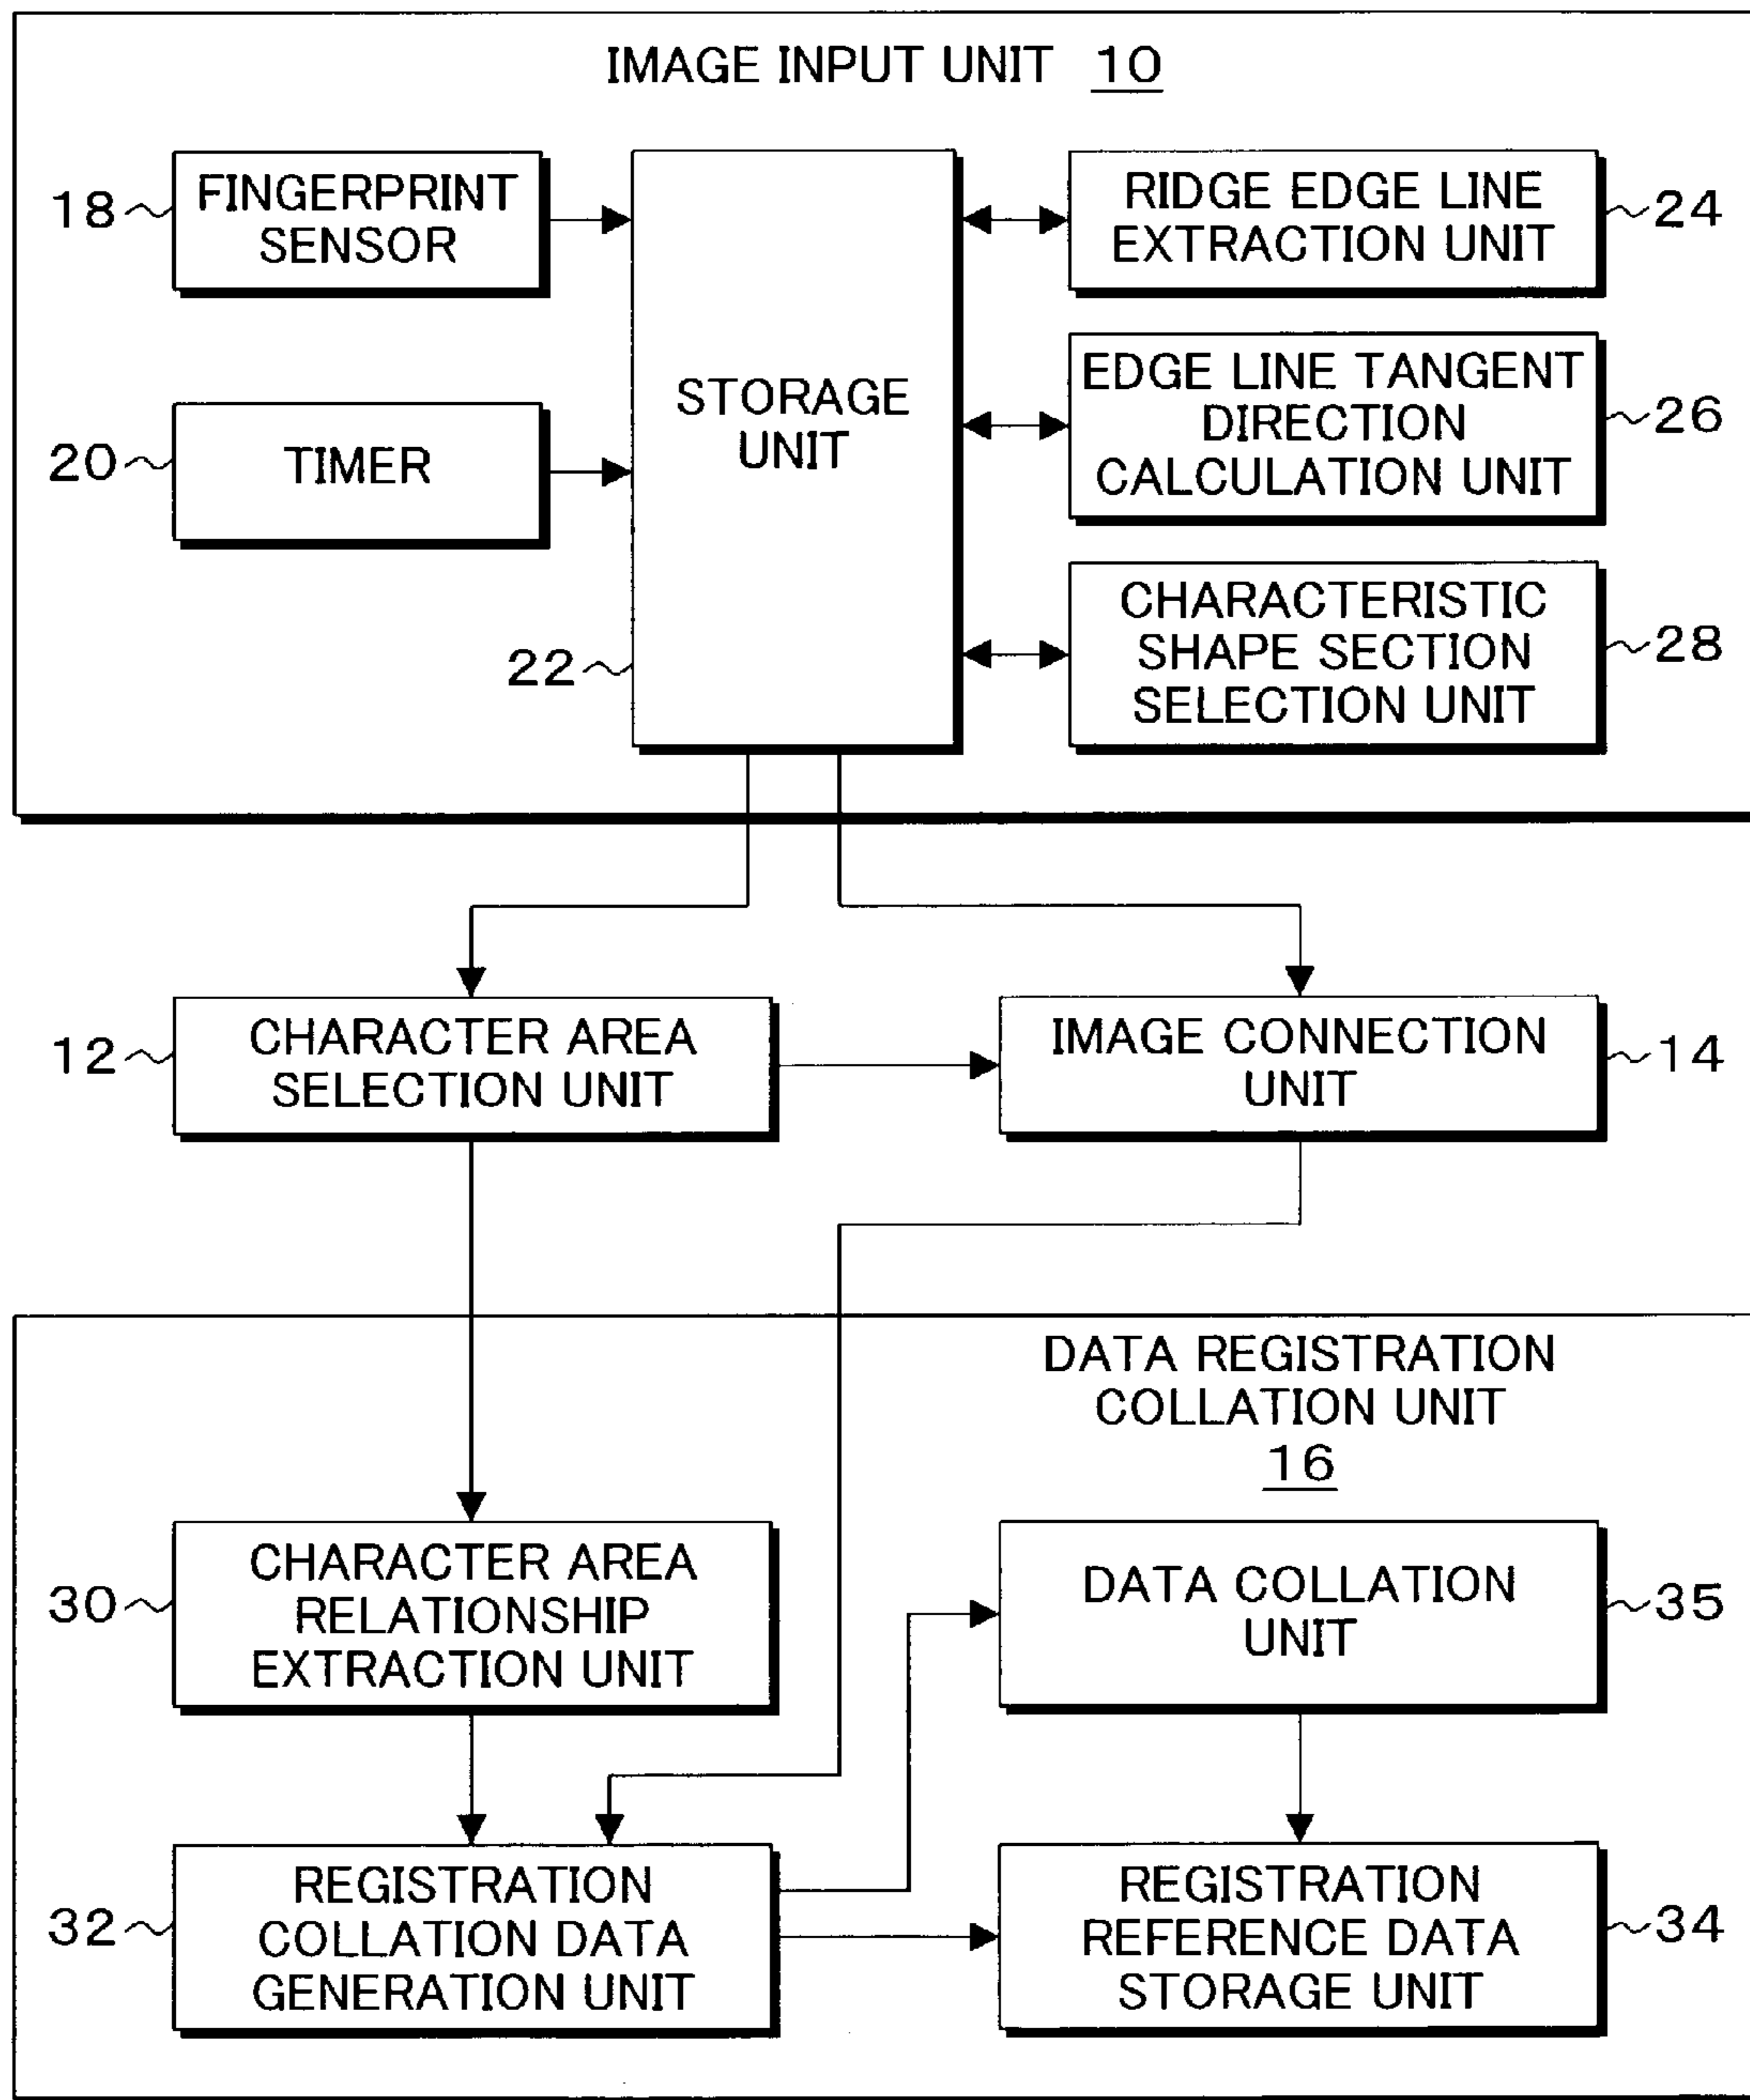 IMAGE INPUT UNIT 10
18
FINGERPRINT
SENSOR
20
TIMER
22
STORAGE
UNIT
RIDGE EDGE LINE
EXTRACTION UNIT
24
EDGE LINE TANGENT
DIRECTION
CALCULATION UNIT
26
CHARACTERISTIC
SHAPE SECTION
SELECTION UNIT
28
12
CHARACTER AREA
SELECTION UNIT
IMAGE CONNECTION
UNIT
14
DATA REGISTRATION
COLLATION UNIT
16
30
CHARACTER AREA
RELATIONSHIP
EXTRACTION UNIT
DATA COLLATION
UNIT
35
32
REGISTRATION
COLLATION DATA
GENERATION UNIT
REGISTRATION
REFERENCE DATA
STORAGE UNIT
34